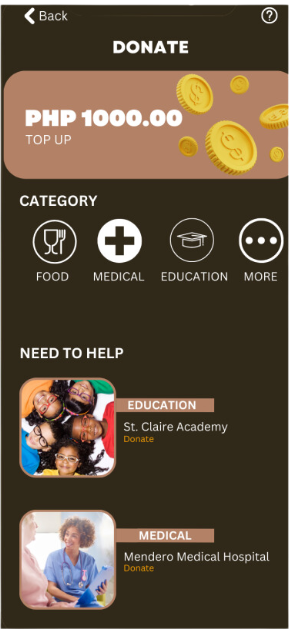 Back
?
DONATE
PHP 1000.00
TOP UP
CATEGORY
FOOD MEDICAL EDUCATION MORE
NEED TO HELP
EDUCATION
St. Claire Academy
Donate
MEDICAL
Mendero Medical Hospital
Donate